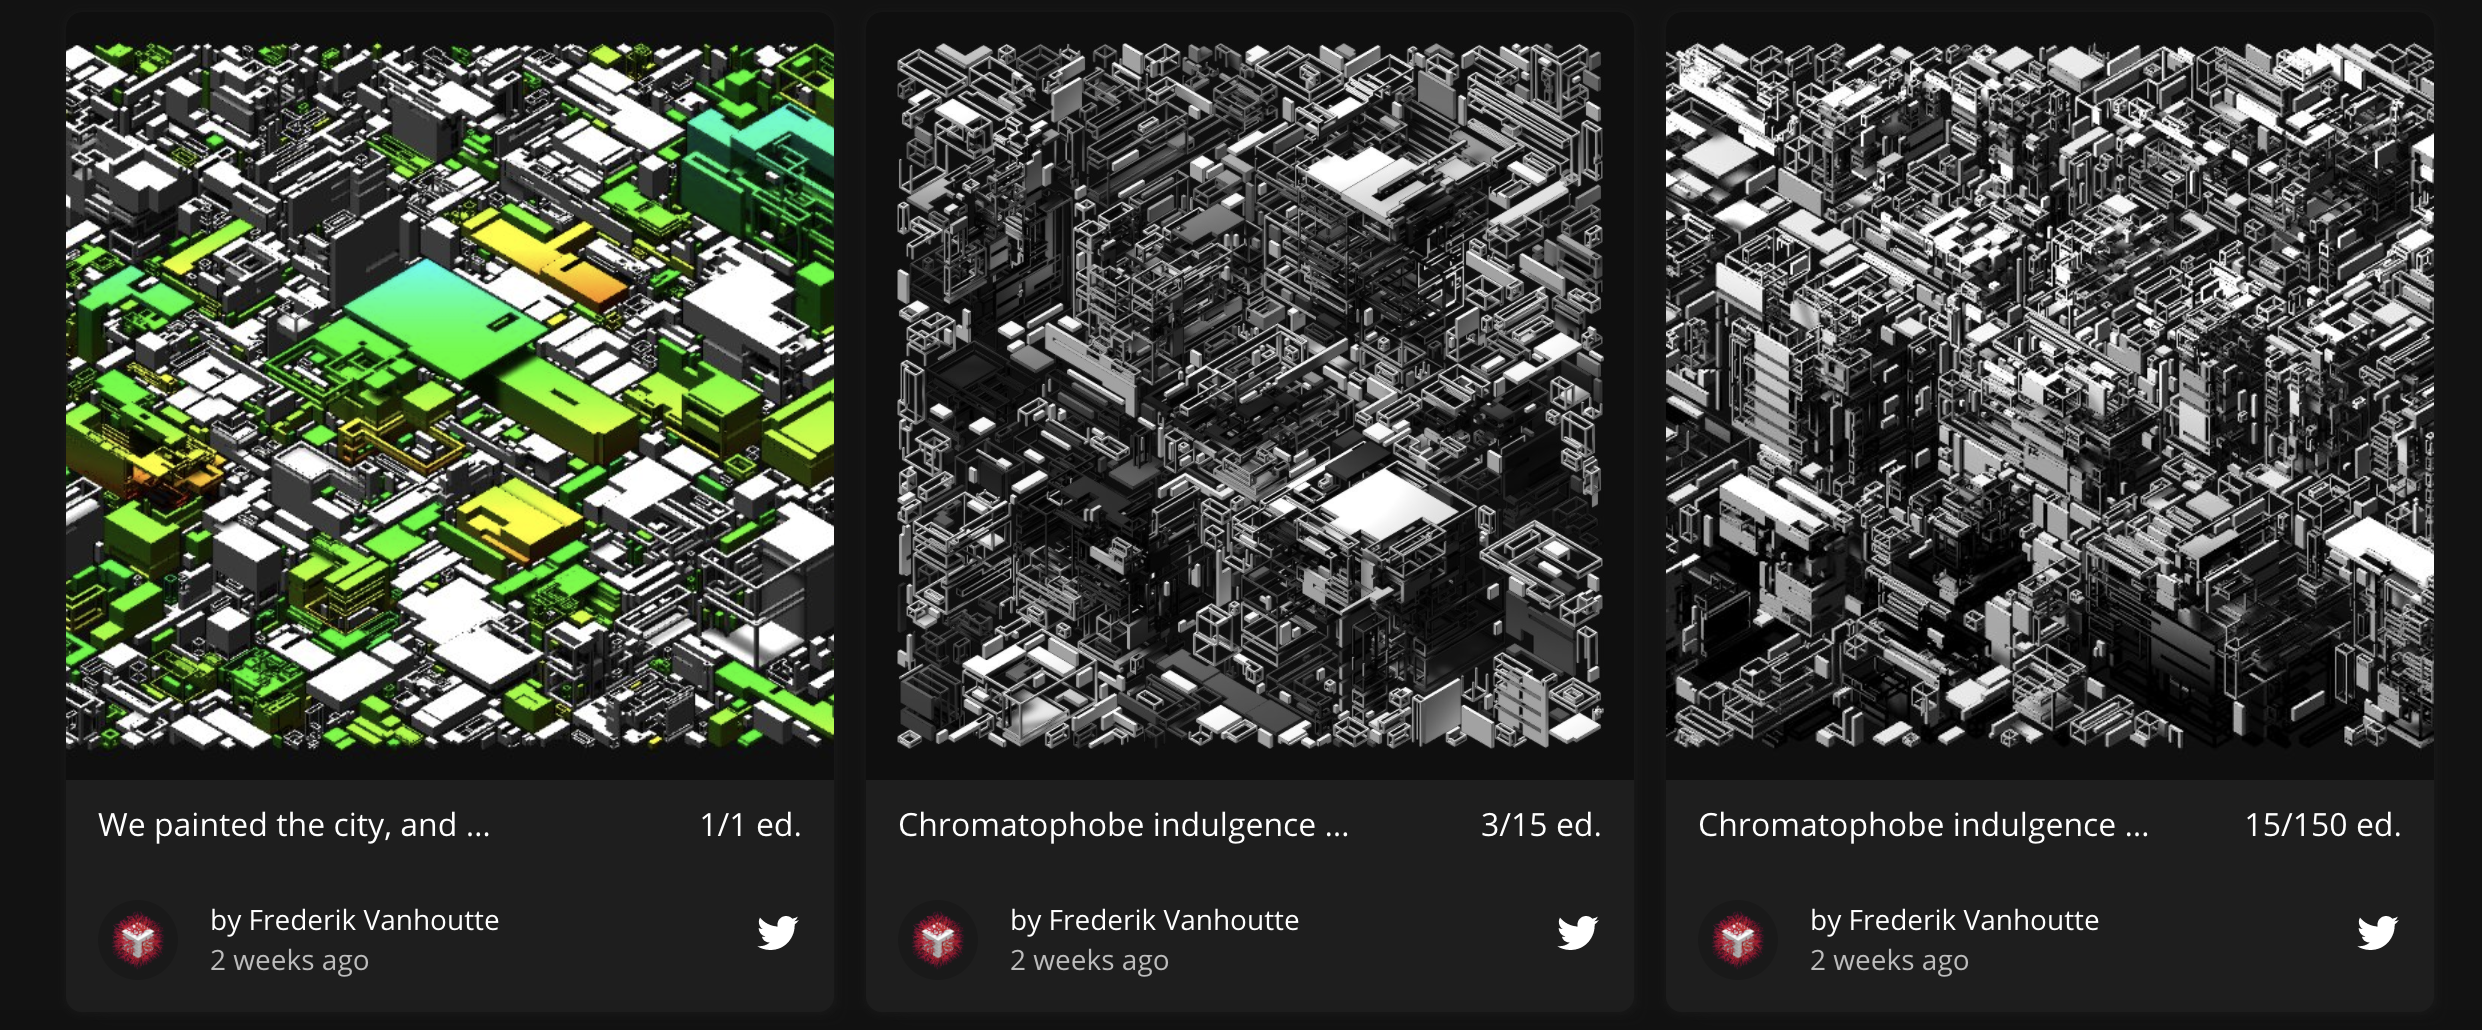 We painted the city, and ...
1/1 ed.
by Frederik Vanhoutte
2 weeks ago
Chromatophobe indulgence ...
3/15 ed.
by Frederik Vanhoutte
2 weeks ago
Chromatophobe indulgence ...
15/150 ed.
by Frederik Vanhoutte
2 weeks ago